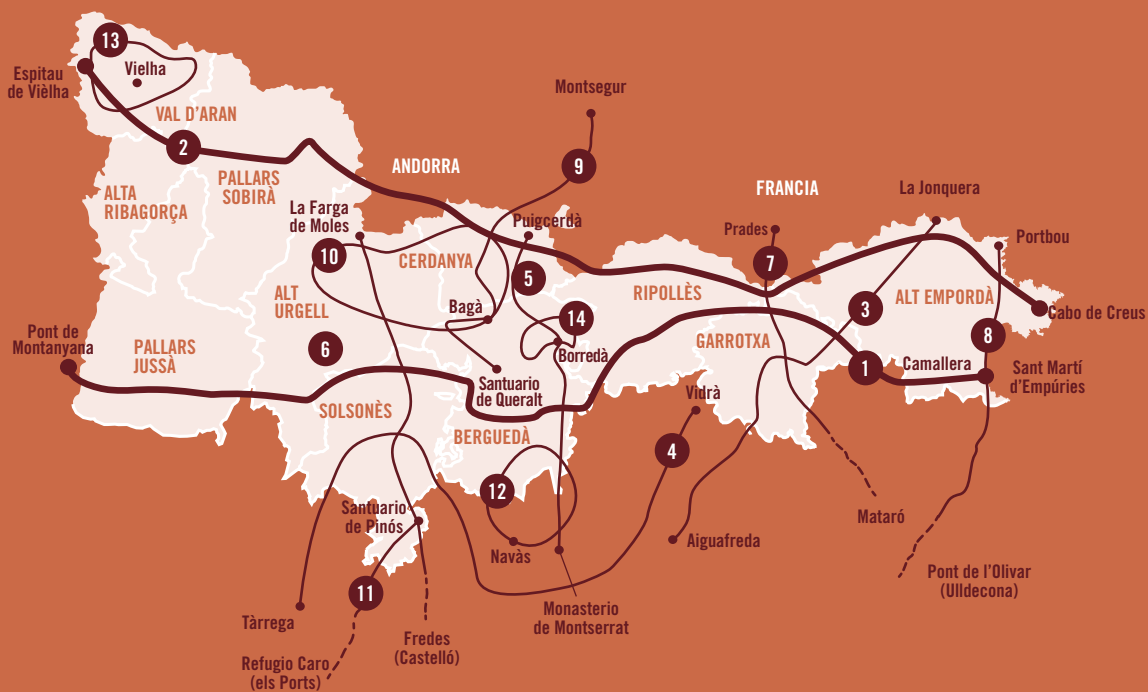 13
Vielha
Espitau
de Vièlha
VAL D'ARAN
2
Montsegur
9
ANDORRA
FRANCIA
ALTA
RIBAGORÇA
PALLARS
SOBIRÀ
La Farga
de Moles
10
CERDANYA
Puigcerdà
5
Prades
7
La Jonquera
Portbou
RIPOLLÈS
ALT EMPORDÀ
3
Cabo de Creus
ALT
URGELL
Bagà
14
Borredà
GARROTXA
8
Pont de
Montanyana
PALLARS
JUSSÀ
6
Santuario
de Queralt
1
Camallera
Sant Martí
d'Empúries
SOLSONÈS
BERGUEDÀ
Vidrà
4
12
Santuario
de Pinós
Navàs
Aiguafreda
Mataró
Pont de l'Olivar
(Ulldecona)
11
Tàrrega
Refugio Caro
(els Ports)
Fredes
(Castelló)
Monasterio
de Montserrat